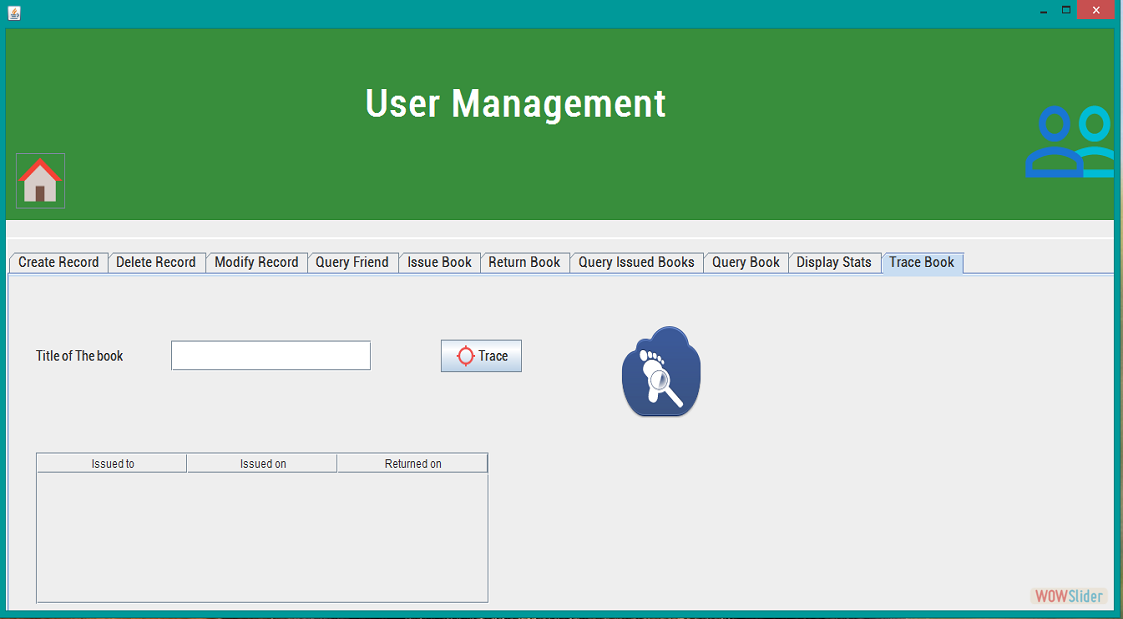 User Management
Create Record Delete Record Modify Record Query Friend Issue Book Return Book Query Issued Books Query Book Display Stats Trace Book
Title of The book Trace
Issued to Issued on Returned on
WOWSlider